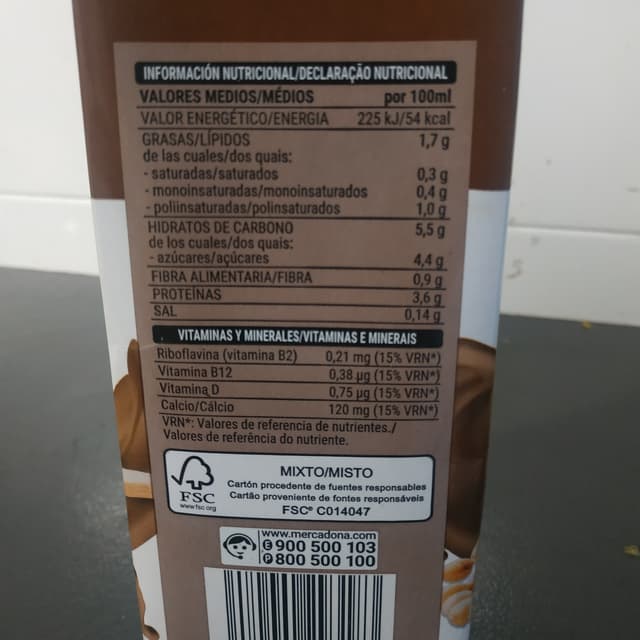 INFORMACIÓN NUTRICIONAL/DECLARAÇÃO NUTRICIONAL
VALORES MEDIOS/MÉDIOS por 100ml
VALOR ENERGÉTICO/ENERGIA 225 kJ/54 kcal
GRASAS/LÍPIDOS 1,7 g
de las cuales/dos quais:
- saturadas/saturados 0,3 g
- monoinsaturadas/monoinsaturados 0,4 g
- poliinsaturadas/polinsaturados 1,0 g
HIDRATOS DE CARBONO 5,5 g
de los cuales/dos quais:
- azúcares/açúcares 4,4 g
FIBRA ALIMENTARIA/FIBRA 0,9 g
PROTEÍNAS 3,6 g
SAL 0,14 g
VITAMINAS Y MINERALES/VITAMINAS E MINERAIS
Riboflavina (vitamina B2) 0,21 mg (15% VRN*)
Vitamina B12 0,38 µg (15% VRN*)
Vitamina D 0,75 µg (15% VRN*)
Calcio/Cálcio 120 mg (15% VRN*)
VRN*: Valores de referencia de nutrientes./
Valores de referência do nutriente.
FSC
www.fsc.org
MIXTO/MISTO
Cartón procedente de fuentes responsables
Cartão proveniente de fontes responsáveis
FSC® C014047
www.mercadona.com
E 900 500 103
P 800 500 100